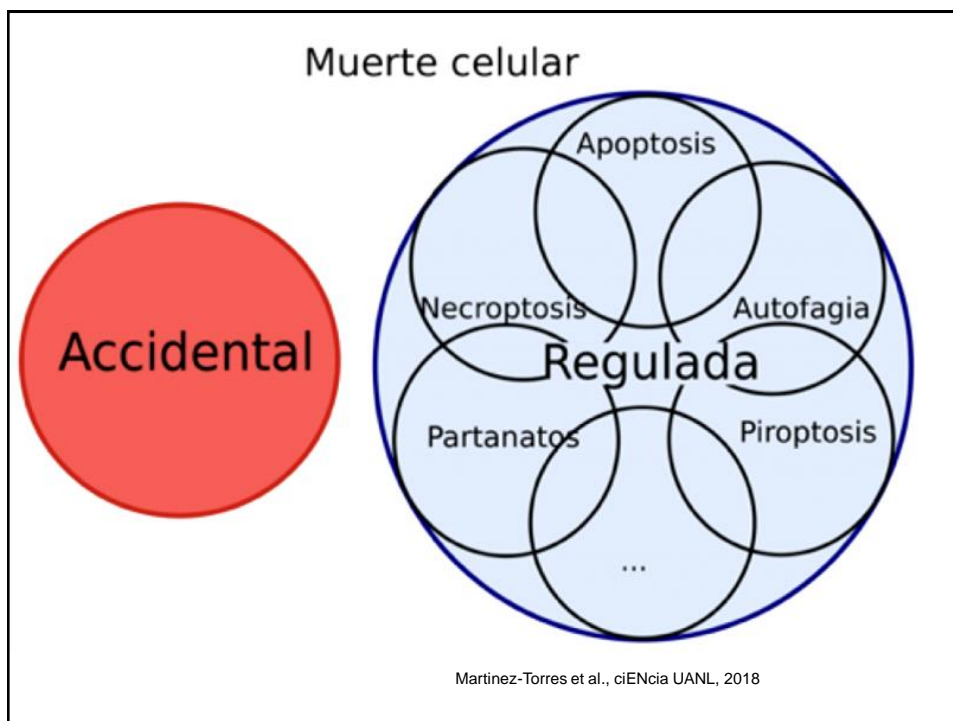 Muerte celular
Apoptosis
Necroptosis
Autofagia
Accidental
Regulada
Partanatos
Piroptosis
...
Martinez-Torres et al., ciENcia UANL, 2018